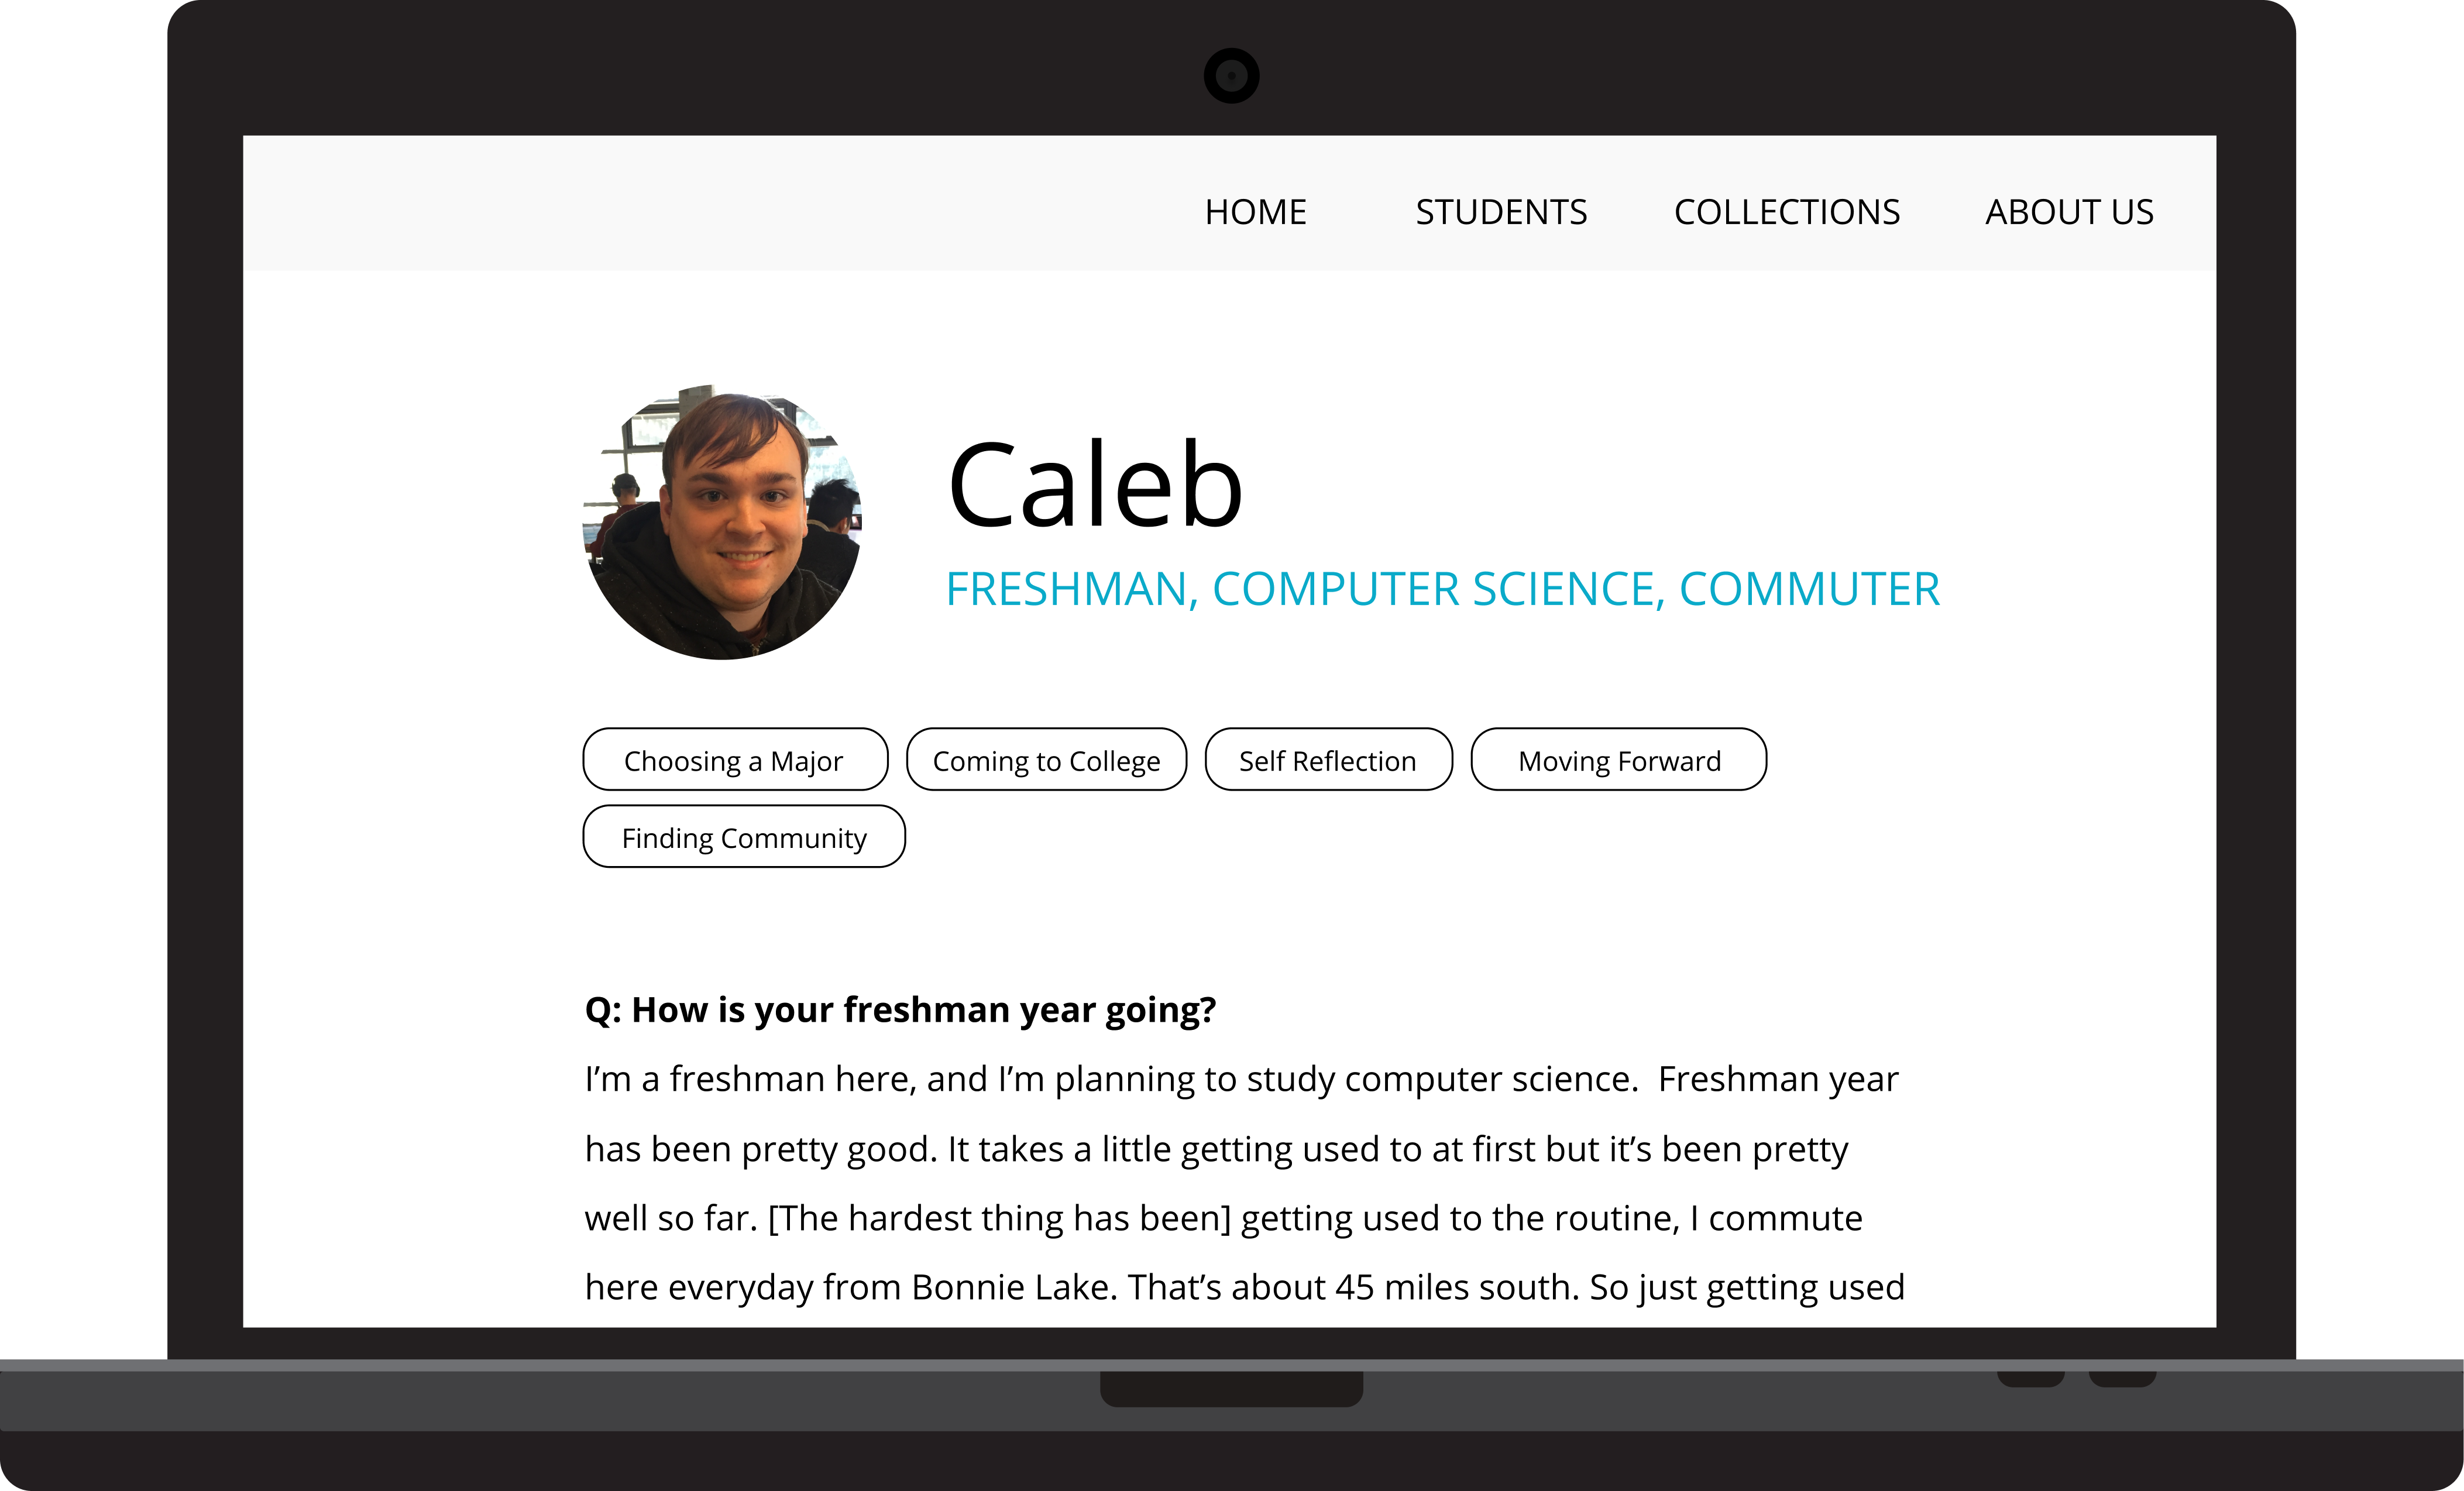 HOME STUDENTS COLLECTIONS ABOUT US
Caleb
FRESHMAN, COMPUTER SCIENCE, COMMUTER
Choosing a Major Coming to College Self Reflection Moving Forward
Finding Community
Q: How is your freshman year going?
I’m a freshman here, and I’m planning to study computer science.  Freshman year
has been pretty good. It takes a little getting used to at first but it’s been pretty
well so far. [The hardest thing has been] getting used to the routine, I commute
here everyday from Bonnie Lake. That’s about 45 miles south. So just getting used